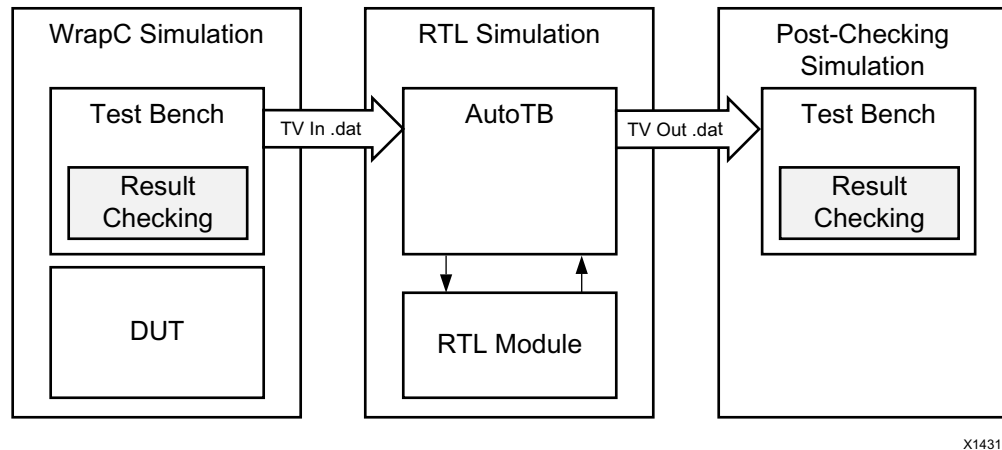 WrapC Simulation
Test Bench
Result
Checking
DUT
TV In .dat
RTL Simulation
AutoTB
RTL Module
TV Out .dat
Post-Checking
Simulation
Test Bench
Result
Checking
X1431